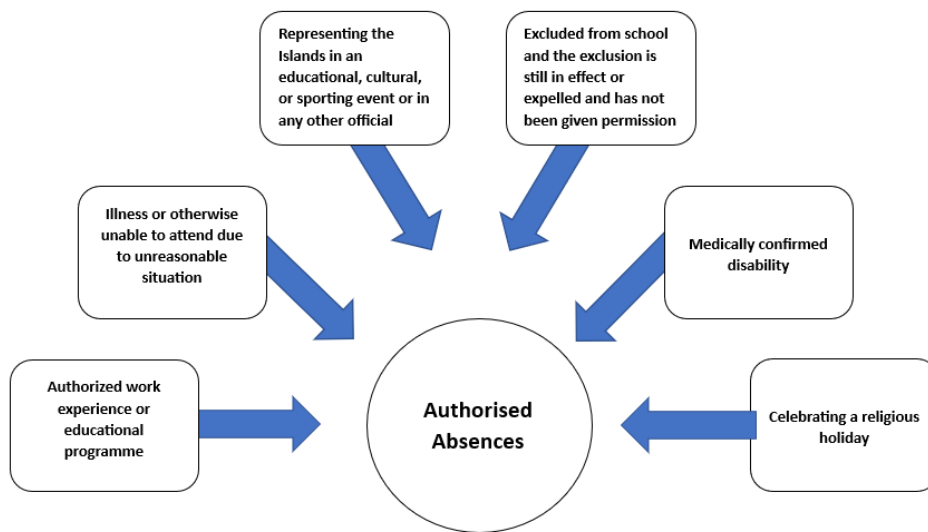 Representing the
Islands in an
educational, cultural,
or sporting event or in
any other official
Excluded from school
and the exclusion is
still in effect or
expelled and has not
been given permission
Illness or otherwise
unable to attend due
to unreasonable
situation
Medically confirmed
disability
Authorized work
experience or
educational
programme
Authorised
Absences
Celebrating a religious
holiday